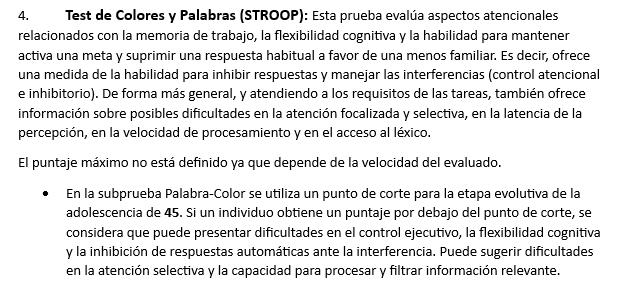 4. Test de Colores y Palabras (STROOP): Esta prueba evalúa aspectos atencionales
relacionados con la memoria de trabajo, la flexibilidad cognitiva y la habilidad para mantener
activa una meta y suprimir una respuesta habitual a favor de una menos familiar. Es decir, ofrece
una medida de la habilidad para inhibir respuestas y manejar las interferencias (control atencional
e inhibitorio). De forma más general, y atendiendo a los requisitos de las tareas, también ofrece
información sobre posibles dificultades en la atención focalizada y selectiva, en la latencia de la
percepción, en la velocidad de procesamiento y en el acceso al léxico.
El puntaje máximo no está definido ya que depende de la velocidad del evaluado.
• En la subprueba Palabra-Color se utiliza un punto de corte para la etapa evolutiva de la
adolescencia de 45. Si un individuo obtiene un puntaje por debajo del punto de corte, se
considera que puede presentar dificultades en el control ejecutivo, la flexibilidad cognitiva
y la inhibición de respuestas automáticas ante la interferencia. Puede sugerir dificultades
en la atención selectiva y la capacidad para procesar y filtrar información relevante.